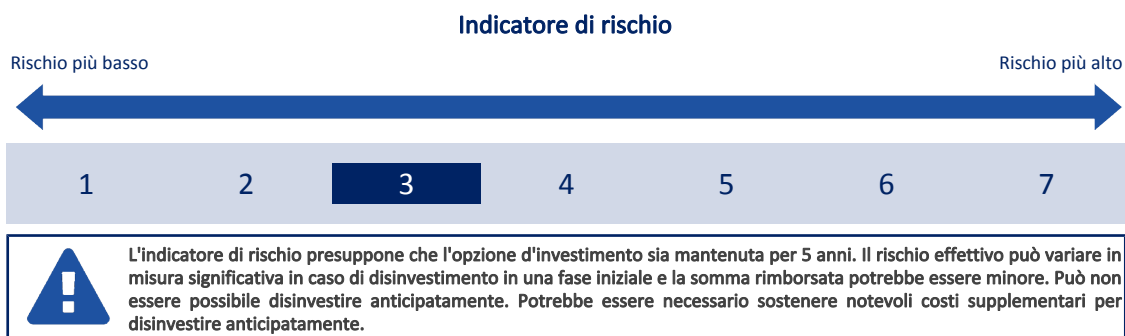 Indicatore di rischio
Rischio più basso
Rischio più alto
1 2 3 4 5 6 7
L'indicatore di rischio presuppone che l'opzione d'investimento sia mantenuta per 5 anni. Il rischio effettivo può variare in
misura significativa in caso di disinvestimento in una fase iniziale e la somma rimborsata potrebbe essere minore. Può non
essere possibile disinvestire anticipatamente. Potrebbe essere necessario sostenere notevoli costi supplementari per
disinvestire anticipatamente.